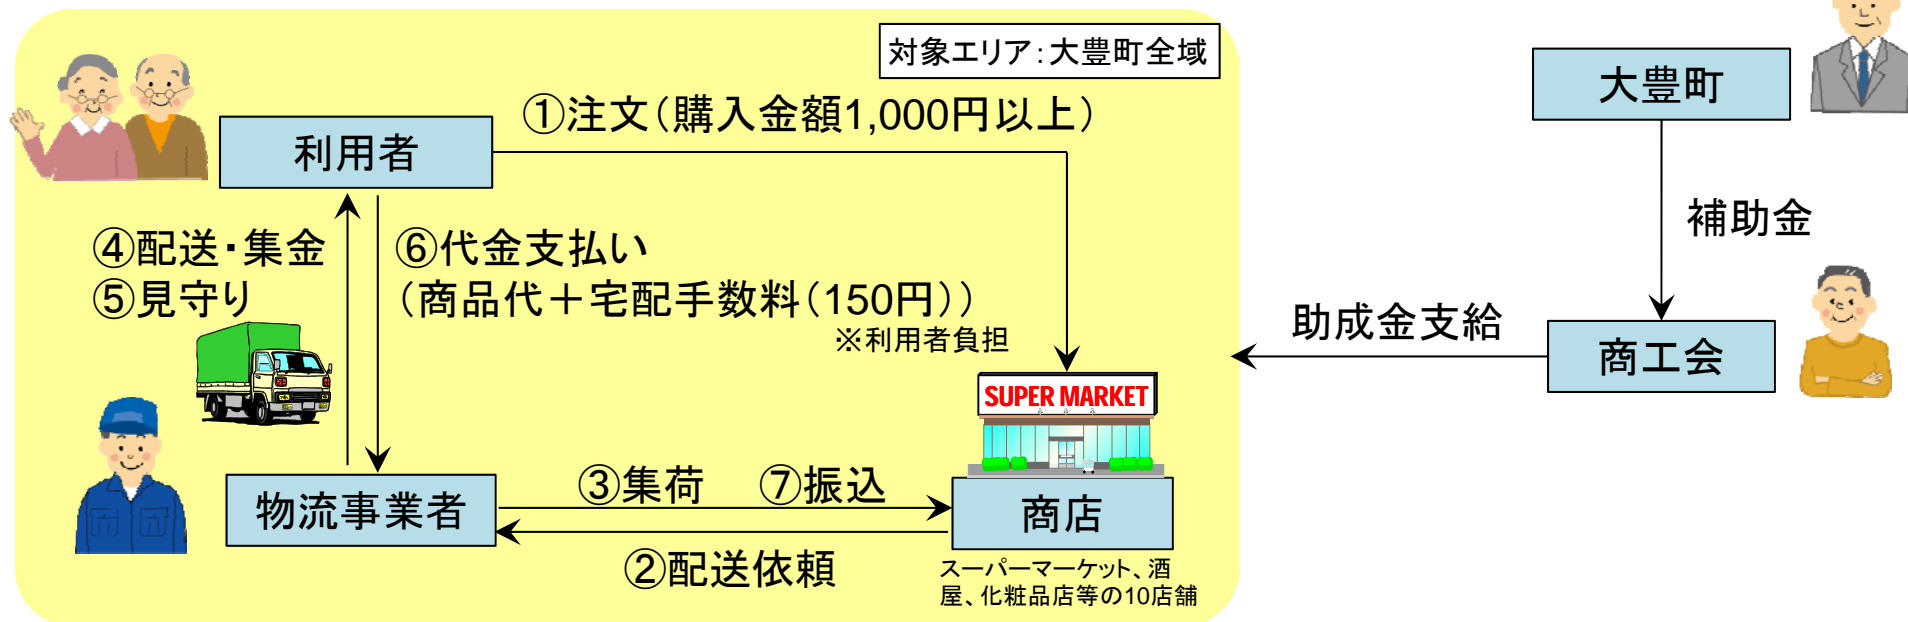 対象エリア：大豊町全域
大豊町
①注文（購入金額1,000円以上）
利用者
補助金
④配送・集金
⑤見守り
⑥代金支払い
（商品代＋宅配手数料（150円））
※利用者負担
助成金支給
商工会
SUPER MARKET
③集荷
⑦振込
物流事業者
商店
②配送依頼
スーパーマーケット、酒
屋、化粧品店等の10店舗